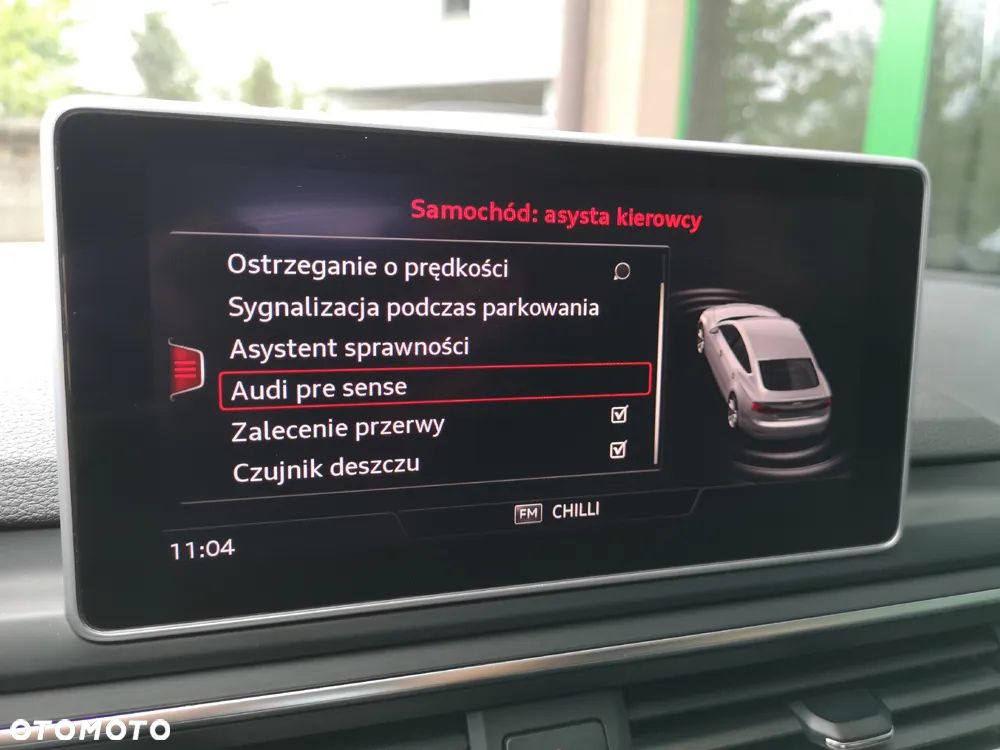 Samochód: asysta kierowcy
Ostrzeganie o prędkości
Sygnalizacja podczas parkowania
Asystent sprawności
Audi pre sense
Zalecenie przerwy
Czujnik deszczu
FM CHILLI
11:04
OTOMOTO